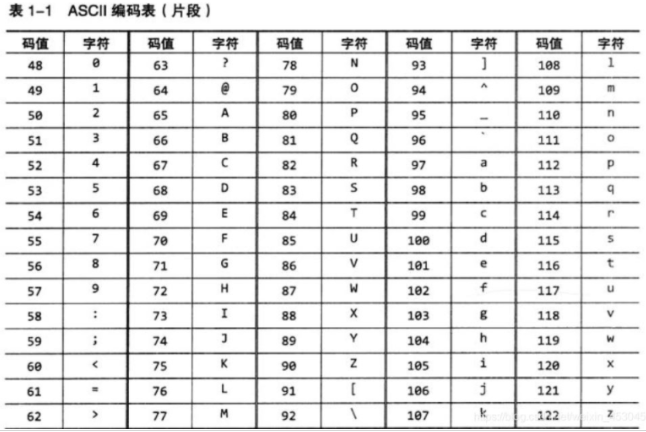 表 1-1 ASCII 编码表（片段）
码值 字符 码值 字符 码值 字符 码值 字符 码值 字符
48 0 63 ? 78 N 93 ] 108 l
49 1 64 @ 79 O 94 ^ 109 m
50 2 65 A 80 P 95 _ 110 n
51 3 66 B 81 Q 96 ` 111 o
52 4 67 C 82 R 97 a 112 p
53 5 68 D 83 S 98 b 113 q
54 6 69 E 84 T 99 c 114 r
55 7 70 F 85 U 100 d 115 s
56 8 71 G 86 V 101 e 116 t
57 9 72 H 87 W 102 f 117 u
58 : 73 I 88 X 103 g 118 v
59 ; 74 J 89 Y 104 h 119 w
60 < 75 K 90 Z 105 i 120 x
61 = 76 L 91 [ 106 j 121 y
62 > 77 M 92 \ 107 k 122 z